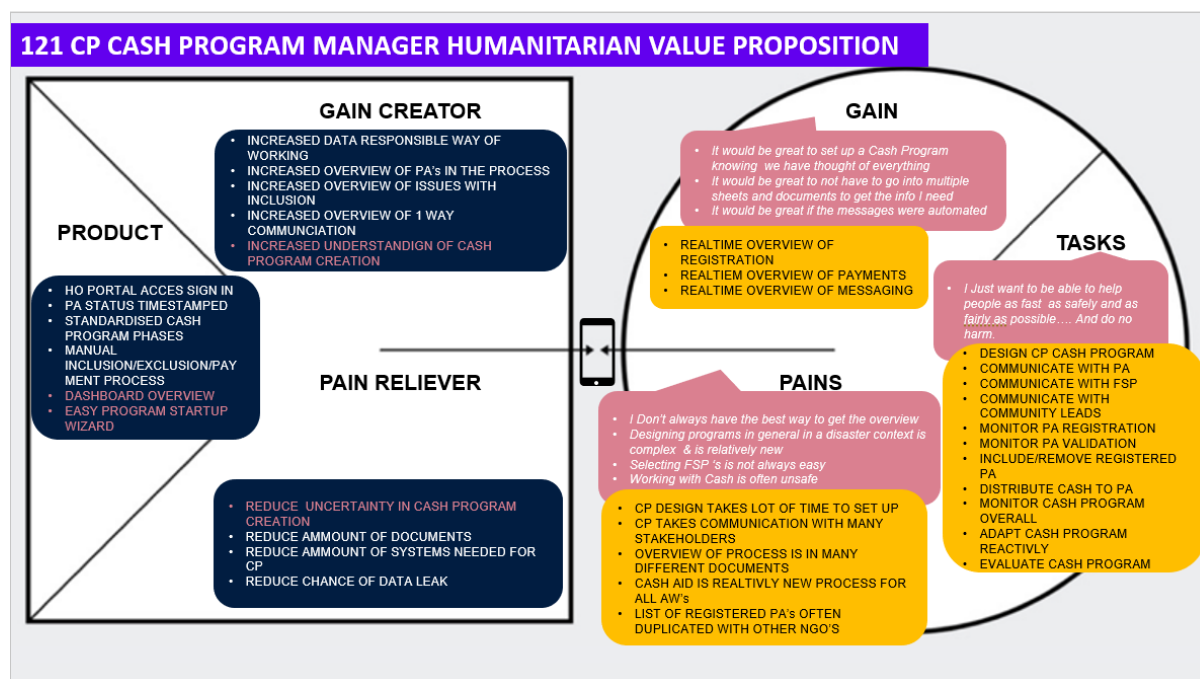 121 CP CASH PROGRAM MANAGER HUMANITARIAN VALUE PROPOSITION
GAIN CREATOR
• INCREASED DATA RESPONSIBLE WAY OF
WORKING
• INCREASED OVERVIEW OF PA's IN THE PROCESS
• INCREASED OVERVIEW OF ISSUES WITH
INCLUSION
• INCREASED OVERVIEW OF 1 WAY
COMMUNCIATION
• INCREASED UNDERSTANDIGN OF CASH
PROGRAM CREATION
PRODUCT
• HO PORTAL ACCES SIGN IN
• PA STATUS TIMESTAMPED
• STANDARDISED CASH
PROGRAM PHASES
• MANUAL
INCLUSION/EXCLUSION/PAY
MENT PROCESS
• DASHBOARD OVERVIEW
• EASY PROGRAM STARTUP
WIZARD
PAIN RELIEVER
• REDUCE UNCERTAINTY IN CASH PROGRAM
CREATION
• REDUCE AMMOUNT OF DOCUMENTS
• REDUCE AMMOUNT OF SYSTEMS NEEDED FOR
CP
• REDUCE CHANCE OF DATA LEAK
GAIN
• It would be great to set up a Cash Program
knowing we have thought of everything
• It would be great to not have to go into multiple
sheets and documents to get the info I need
• It would be great if the messages were automated
• REALTIME OVERVIEW OF
REGISTRATION
• REALTIEM OVERVIEW OF PAYMENTS
• REALTIME OVERVIEW OF MESSAGING
TASKS
• I Just want to be able to help
people as fast as safely and as
fairly as possible…. And do no
harm.
• DESIGN CP CASH PROGRAM
• COMMUNICATE WITH PA
• COMMUNICATE WITH FSP
• COMMUNICATE WITH
COMMUNITY LEADS
• MONITOR PA REGISTRATION
• MONITOR PA VALIDATION
• INCLUDE/REMOVE REGISTERED
PA
• DISTRIBUTE CASH TO PA
• MONITOR CASH PROGRAM
OVERALL
• ADAPT CASH PROGRAM
REACTIVLY
• EVALUATE CASH PROGRAM
PAINS
• I Don't always have the best way to get the overview
• Designing programs in general in a disaster context is
complex & is relatively new
• Selecting FSP 's is not always easy
• Working with Cash is often unsafe
• CP DESIGN TAKES LOT OF TIME TO SET UP
• CP TAKES COMMUNICATION WITH MANY
STAKEHOLDERS
• OVERVIEW OF PROCESS IS IN MANY
DIFFERENT DOCUMENTS
• CASH AID IS REALTIVLY NEW PROCESS FOR
ALL AW's
• LIST OF REGISTERED PA's OFTEN
DUPLICATED WITH OTHER NGO'S